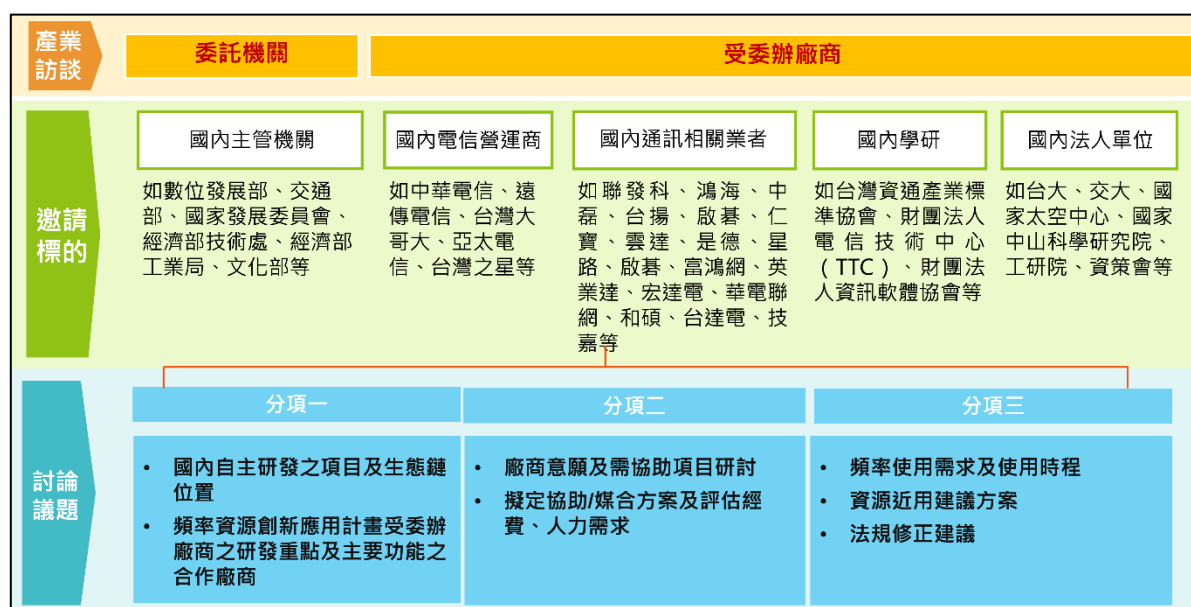 產業
訪談
委託機關
受委辦廠商
邀請
標的
國內主管機關
如數位發展部、交通
部、國家發展委員會、
經濟部技術處、經濟部
工業局、文化部等
國內電信營運商
如中華電信、遠
傳電信、台灣大
哥大、亞太電
信、台灣之星等
國內通訊相關業者
如聯發科、鴻海、中
磊、台揚、啟碁、仁
寶、雲達、是德、星
路、啟碁、富鴻網、英
業達、宏達電、華電聯
網、和碩、台達電、技
嘉等
國內學研
如台灣資通產業標
準協會、財團法人
電信技術中心
（TTC）、財團法
人資訊軟體協會等
國內法人單位
如台大、交大、國
家太空中心、國家
中山科學研究院、
工研院、資策會等
討論
議題
分項一
• 國內自主研發之項目及生態鏈
位置
• 頻率資源創新應用計畫受委辦
廠商之研發重點及主要功能之
合作廠商
分項二
• 廠商意願及需協助項目研討
• 擬定協助/媒合方案及評估經
費、人力需求
分項三
• 頻率使用需求及使用時程
• 資源近用建議方案
• 法規修正建議